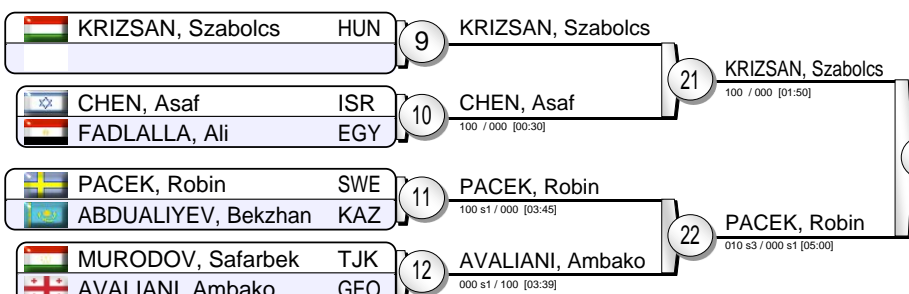 KRIZSAN, Szabolcs HUN
9
KRIZSAN, Szabolcs
21
KRIZSAN, Szabolcs
100 / 000 [01:50]
CHEN, Asaf ISR
FADLALLA, Ali EGY
10
CHEN, Asaf
100 / 000 [00:30]
PACEK, Robin SWE
ABDUALIYEV, Bekzhan KAZ
11
PACEK, Robin
100 s1 / 000 [03:45]
22
PACEK, Robin
010 s3 / 000 s1 [05:00]
MURODOV, Safarbek TJK
AVALIANI, Ambako GEO
12
AVALIANI, Ambako
000 s1 / 100 [03:39]